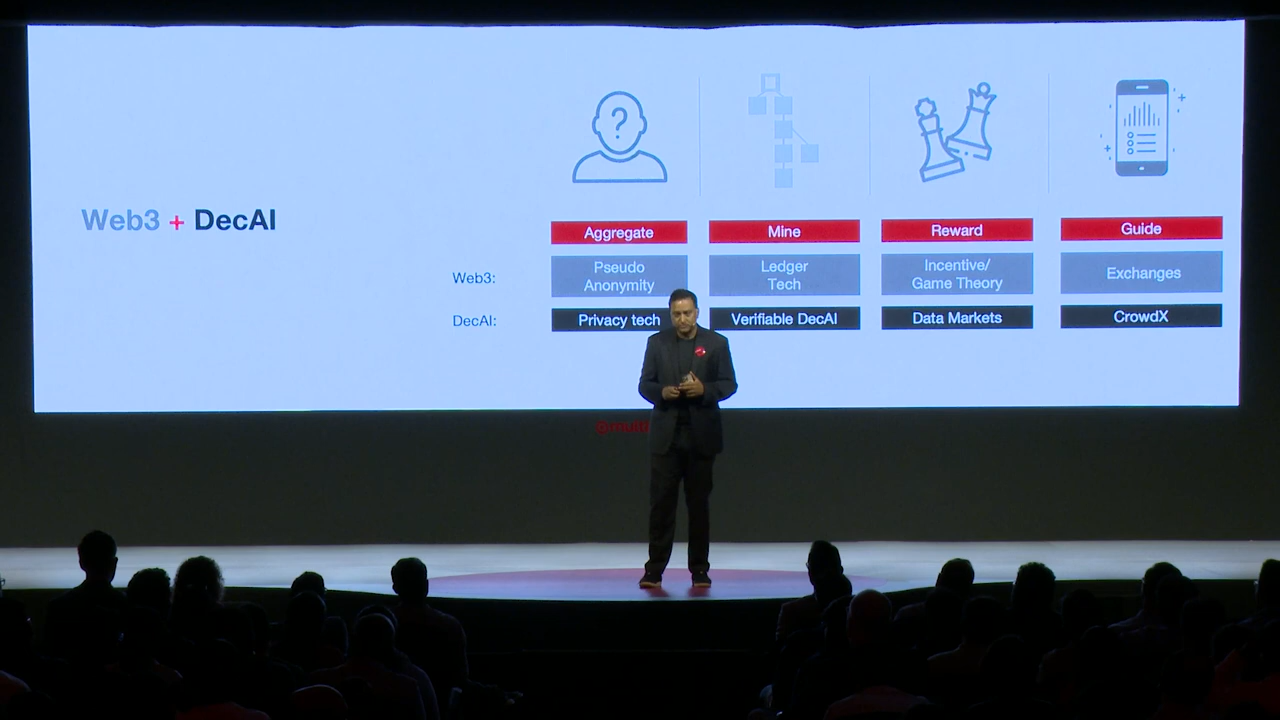 ?
Web3 + DecAI
Aggregate
Mine
Reward
Guide
Web3:
Pseudo
Anonymity
Ledger
Tech
Incentive/
Game Theory
Exchanges
DecAI:
Privacy tech
Verifiable DecAI
Data Markets
CrowdX